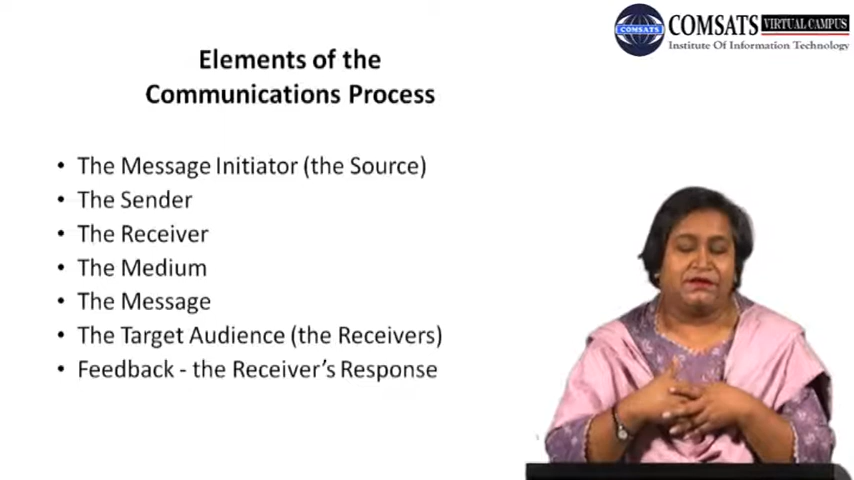 COMSATS VIRTUAL CAMPUS
COMSATS
Institute Of Information Technology
Elements of the
Communications Process
• The Message Initiator (the Source)
• The Sender
• The Receiver
• The Medium
• The Message
• The Target Audience (the Receivers)
• Feedback - the Receiver's Response